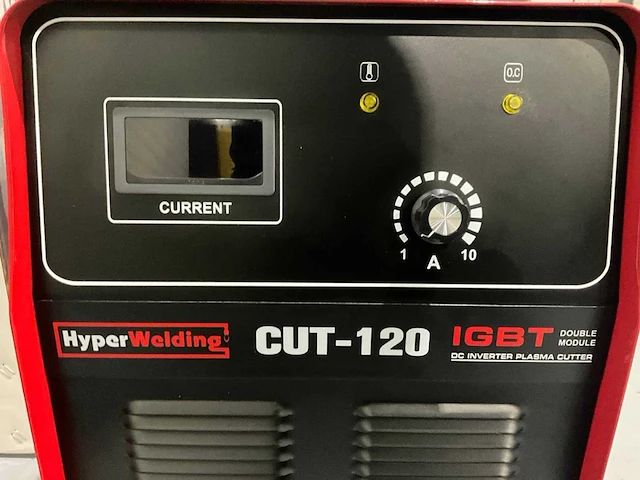 O.C
CURRENT
1 A 10
HyperWelding
CUT-120
IGBT DOUBLE MODULE
DC INVERTER PLASMA CUTTER